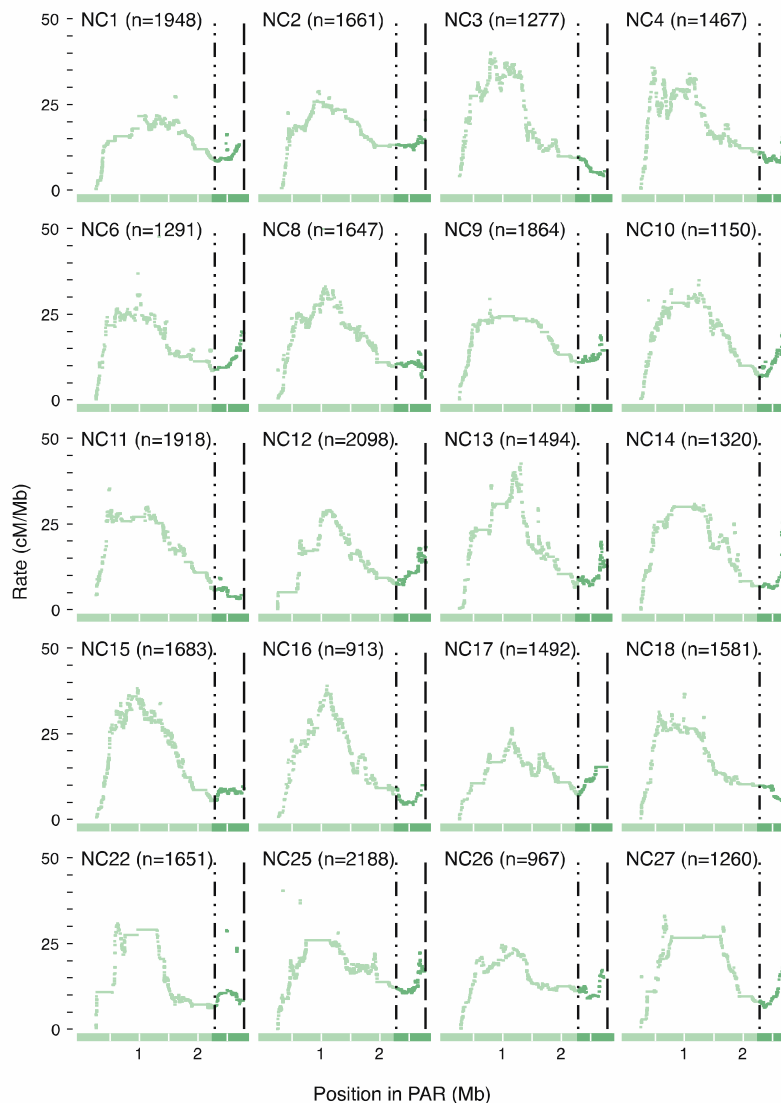 NC1 (n=1948)
NC2 (n=1661)
NC3 (n=1277)
NC4 (n=1467)
50
25
0
NC6 (n=1291)
NC8 (n=1647)
NC9 (n=1864)
NC10 (n=1150)
50
25
0
NC11 (n=1918)
NC12 (n=2098)
NC13 (n=1494)
NC14 (n=1320)
50
25
0
Rate (cM/Mb)
NC15 (n=1683)
NC16 (n=913)
NC17 (n=1492)
NC18 (n=1581)
50
25
0
NC22 (n=1651)
NC25 (n=2188)
NC26 (n=967)
NC27 (n=1260)
50
25
0
1 2 1 2 1 2 1 2
Position in PAR (Mb)